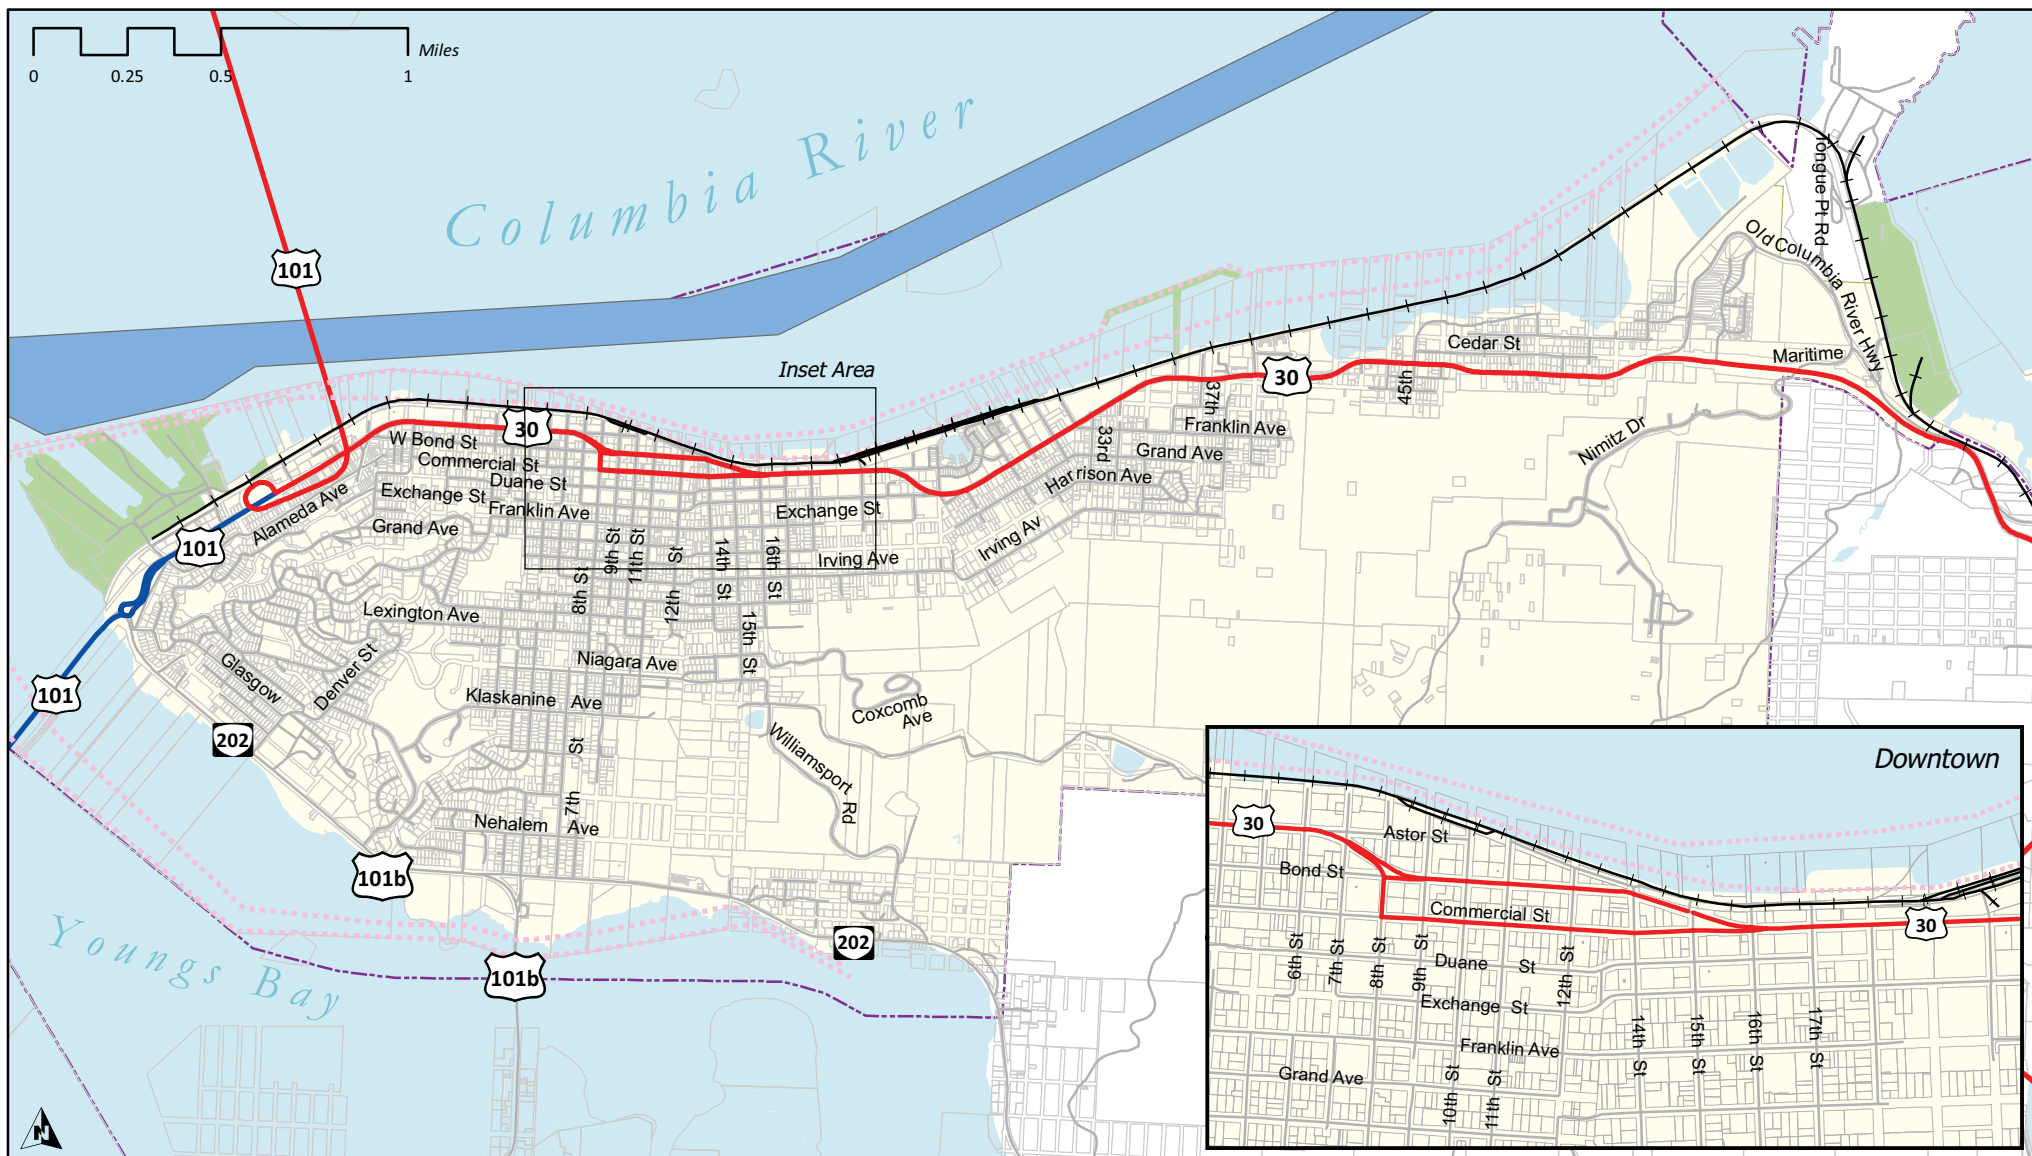 Miles
0 0.25 0.5 1
Columbia River
101
Inset Area
30
30
W Bond St
Commercial St
Duane St
Exchange St
Franklin Ave
Grand Ave
Alameda Ave
101
101
Lexington Ave
Glasgow
Denver St
202
Klaskanine Ave
Niagara Ave
Nehalem Ave
7th St
8th St
9th St
11th St
12th St
14th St
15th St
16th St
Exchange St
Irving Ave
Irving Av
Harrison Ave
Grand Ave
Franklin Ave
33rd
37th
45th
Cedar St
Maritime
Old Columbia River Hwy
Tongue Pt Rd
Nimitz Dr
Coxcomb Ave
Williamsport Rd
101b
101b
202
Youngs Bay
N
Downtown
30
Astor St
Bond St
Commercial St
30
6th St
7th St
8th St
9th St
Duane St
12th St
Exchange St
Franklin Ave
Grand Ave
10th St
11th St
14th St
15th St
16th St
17th St